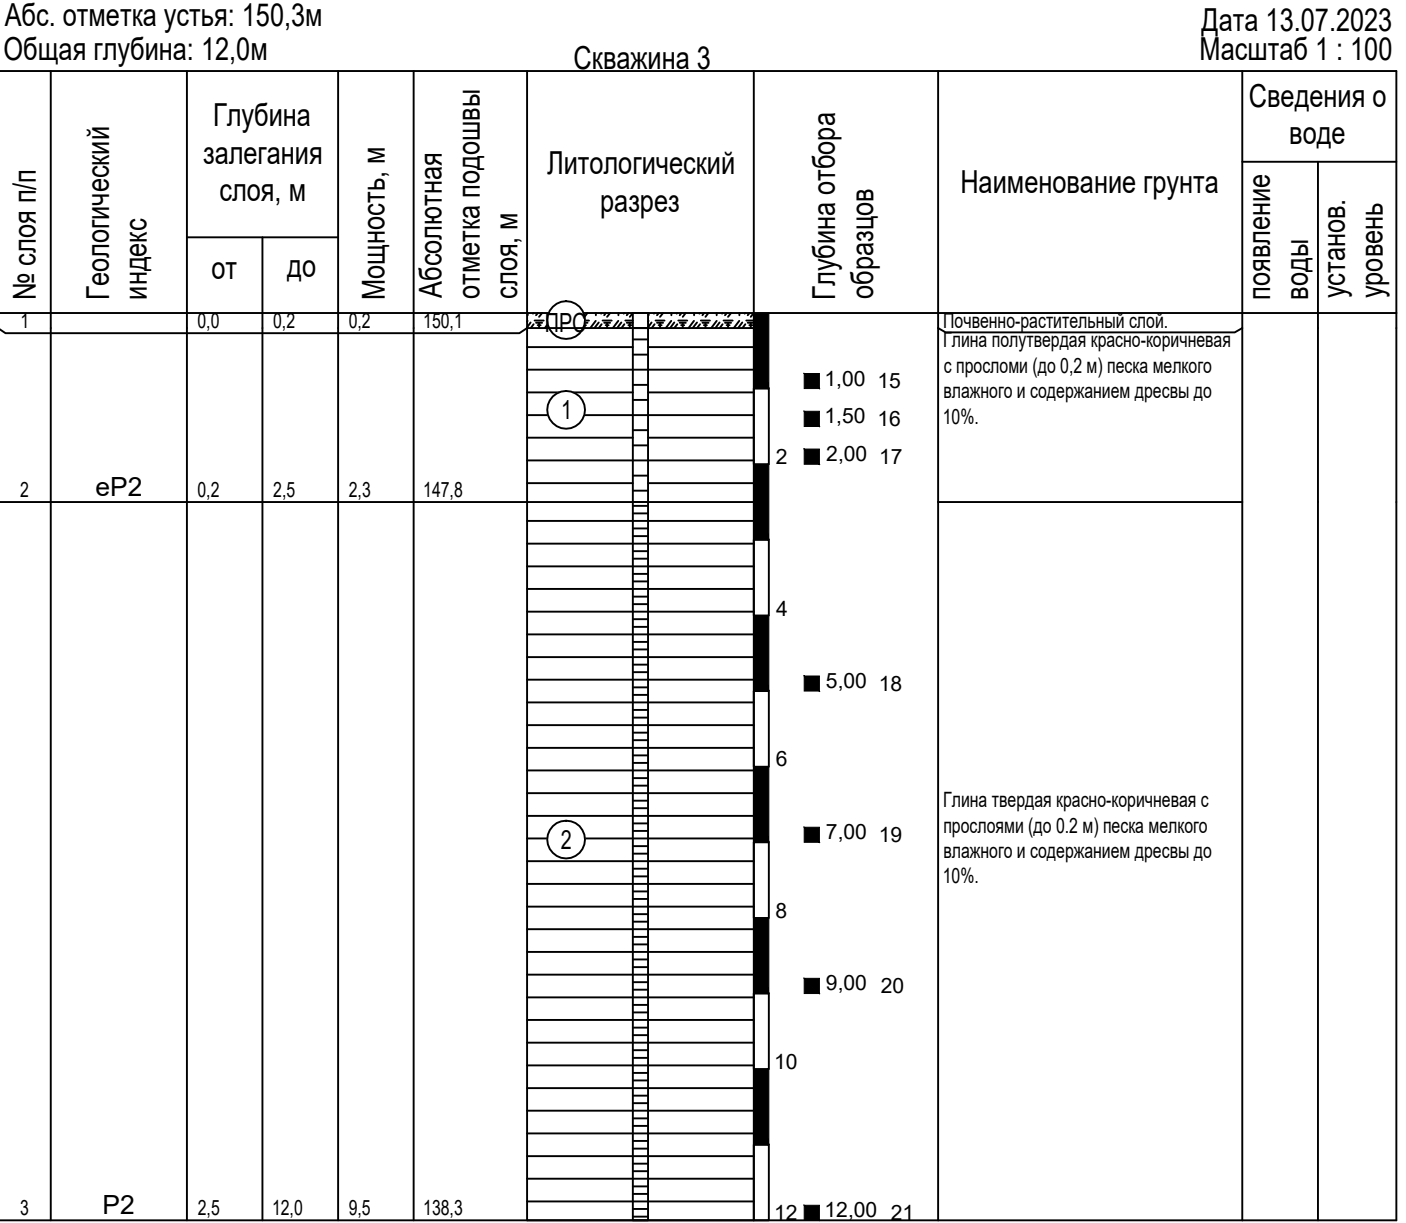 Абс. отметка устья: 150,3м
Общая глубина: 12,0м
Скважина 3
Дата 13.07.2023
Масштаб 1 : 100
№ слоя п/п
Геологический
индекс
Глубина
залегания
слоя, м
от
до
Мощность, м
Абсолютная
отметка подошвы
слоя, м
Литологический
разрез
Глубина отбора
образцов
Наименование грунта
Сведения о
воде
появление
воды
установ.
уровень
1 0,0 0,2 0,2 150,1
ПРС
Почвенно-растительный слой.
Глина полутвердая красно-коричневая
с просломи (до 0,2 м) песка мелкого
влажного и содержанием дресвы до
10%.
1,00 15
1
1,50 16
2 2,00 17
2 eP2 0,2 2,5 2,3 147,8
4
5,00 18
6
Глина твердая красно-коричневая с
прослоями (до 0.2 м) песка мелкого
влажного и содержанием дресвы до
10%.
2
7,00 19
8
9,00 20
10
3 P2 2,5 12,0 9,5 138,3
12 12,00 21